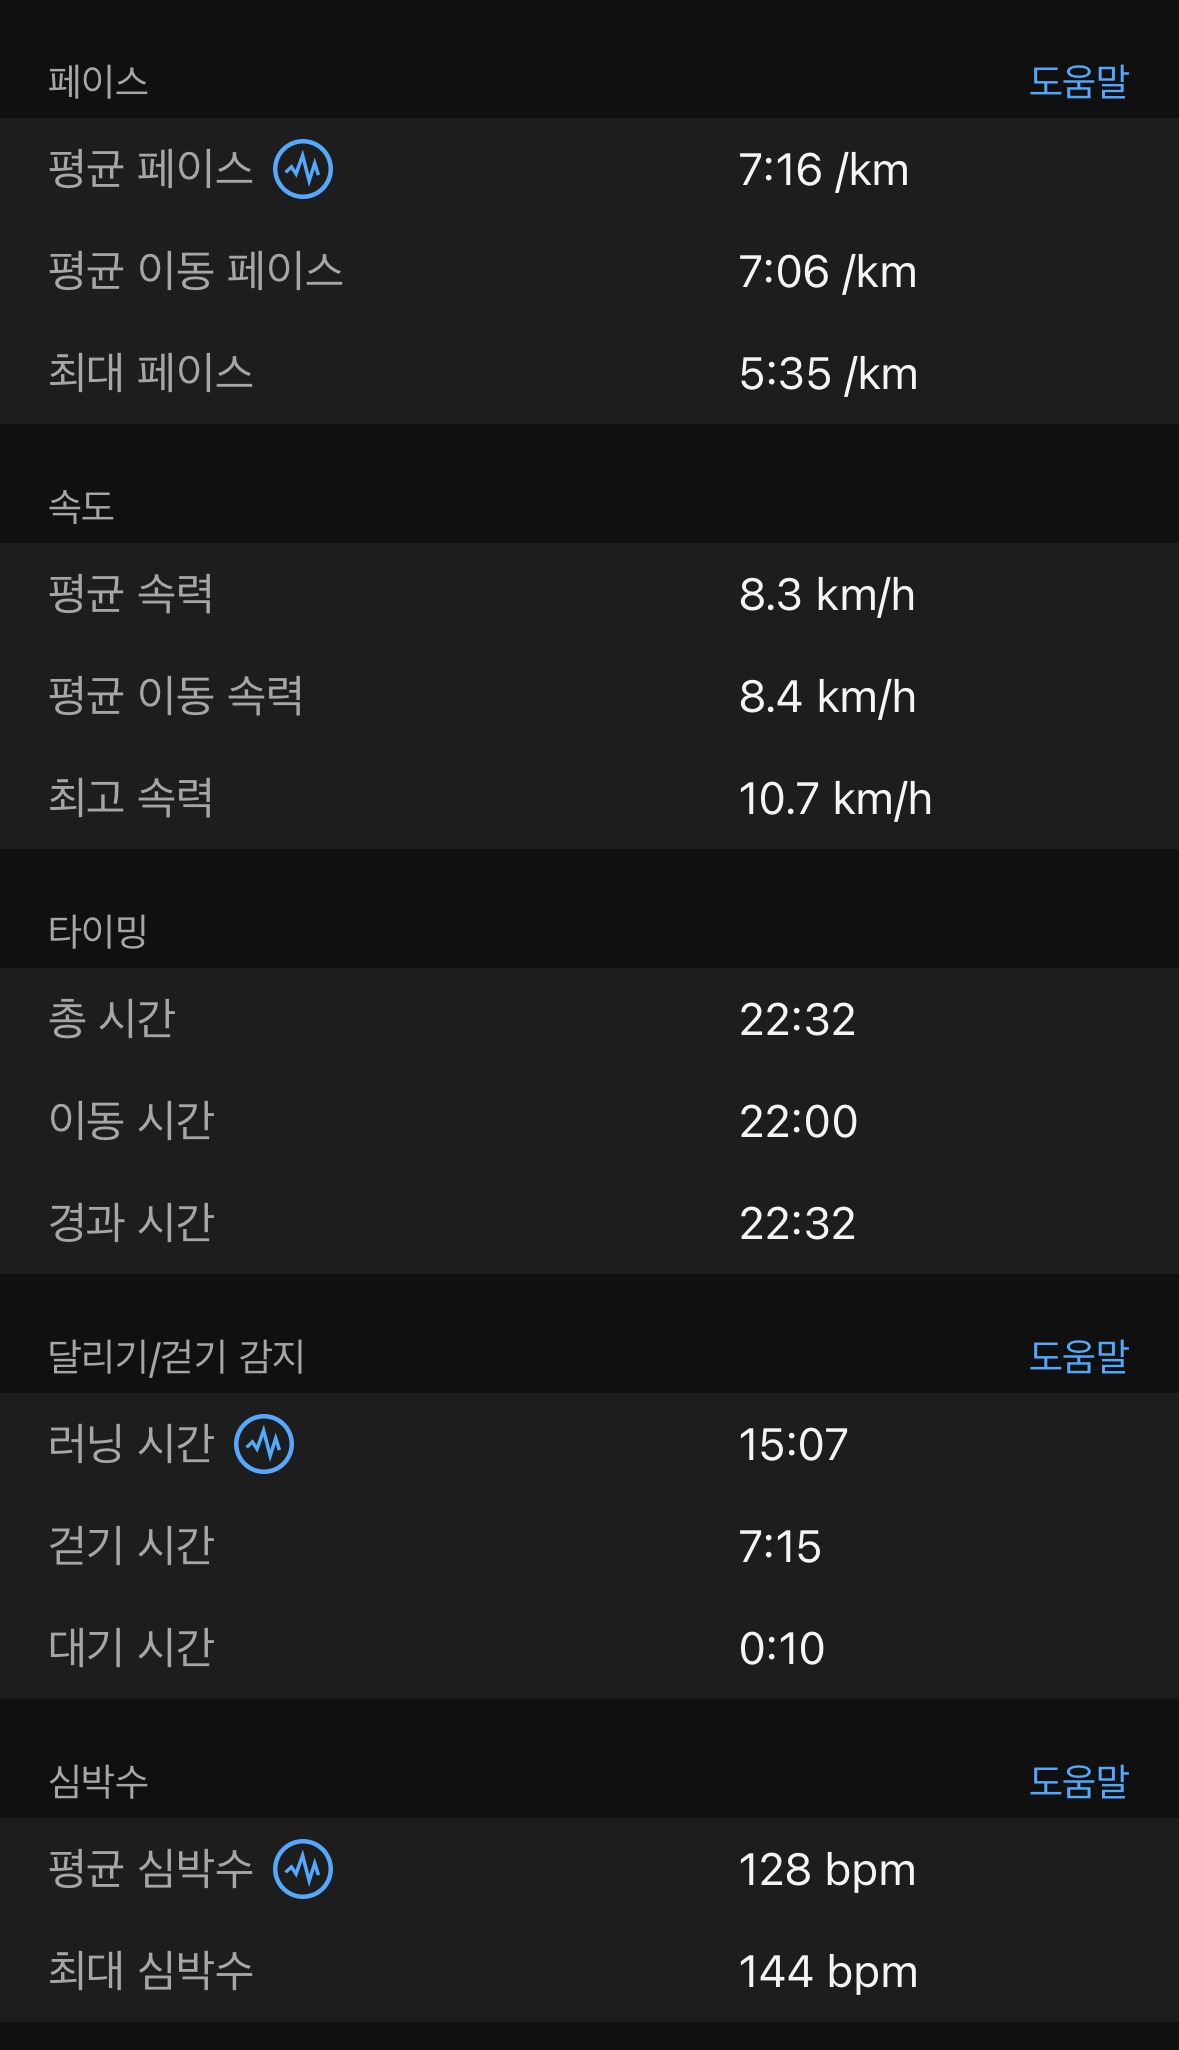 페이스 도움말
평균 페이스 7:16 /km
평균 이동 페이스 7:06 /km
최대 페이스 5:35 /km
속도
평균 속력 8.3 km/h
평균 이동 속력 8.4 km/h
최고 속력 10.7 km/h
타이밍
총 시간 22:32
이동 시간 22:00
경과 시간 22:32
달리기/걷기 감지 도움말
러닝 시간 15:07
걷기 시간 7:15
대기 시간 0:10
심박수 도움말
평균 심박수 128 bpm
최대 심박수 144 bpm